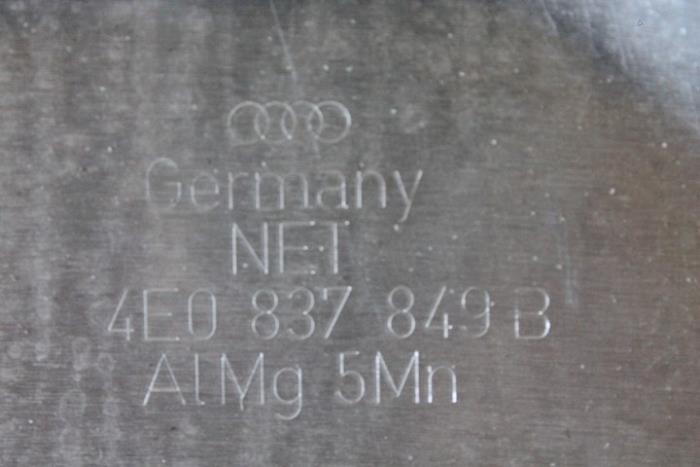 Germany
NET
4E0 837 849 B
AlMg 5Mn